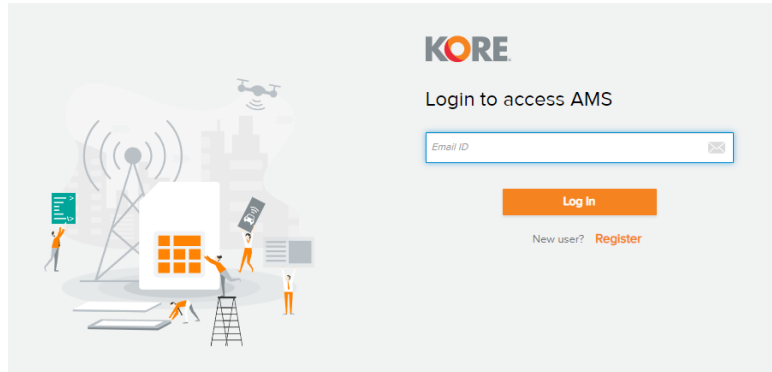 KORE
Login to access AMS
Email ID
Log in
New user? Register